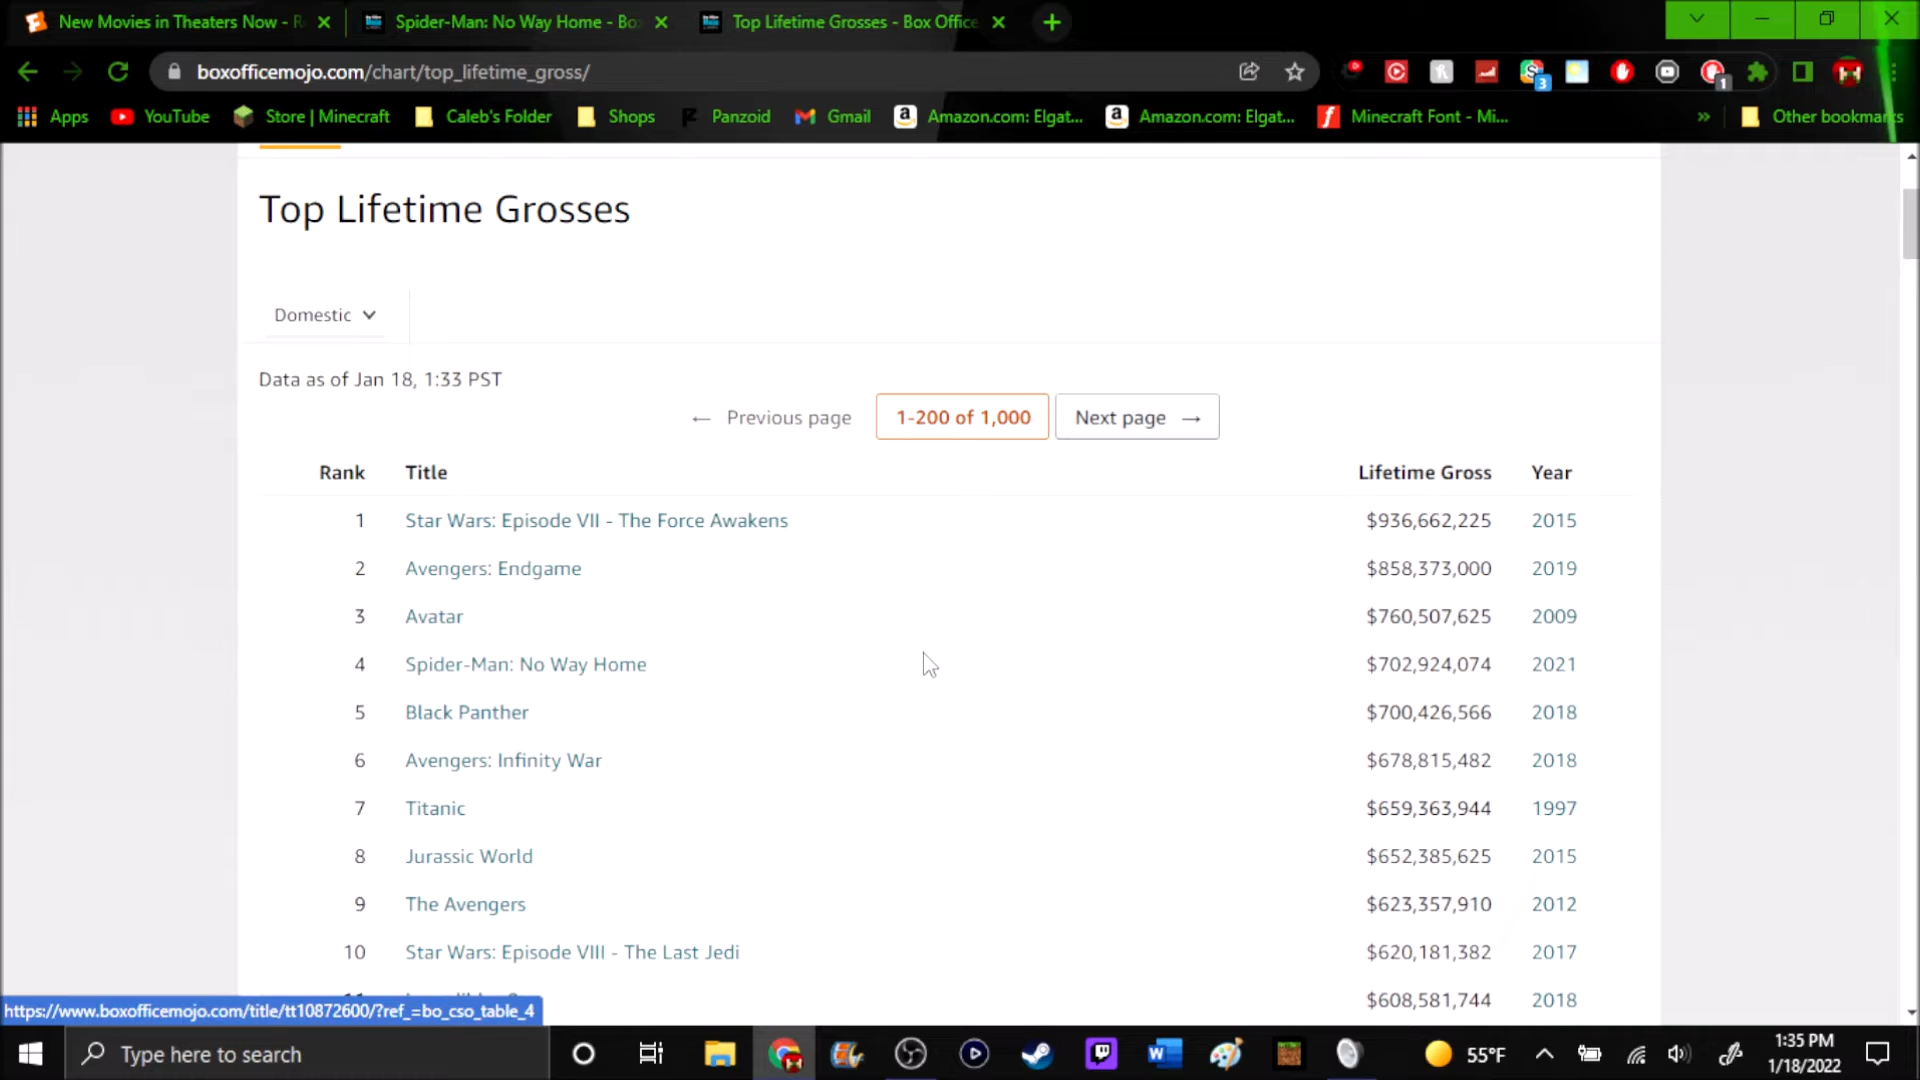 New Movies in Theaters Now - R
Spider-Man: No Way Home - Bo
Top Lifetime Grosses - Box Office
boxofficemojo.com/chart/top_lifetime_gross/
3
1
Apps
YouTube
Store | Minecraft
Caleb's Folder
Shops
Panzoid
Gmail
Amazon.com: Elgat...
Amazon.com: Elgat...
Minecraft Font - Mi...
Other bookmarks
Top Lifetime Grosses
Domestic
Data as of Jan 18, 1:33 PST
← Previous page 1-200 of 1,000 Next page →
Rank Title Lifetime Gross Year
1 Star Wars: Episode VII - The Force Awakens $936,662,225 2015
2 Avengers: Endgame $858,373,000 2019
3 Avatar $760,507,625 2009
4 Spider-Man: No Way Home $702,924,074 2021
5 Black Panther $700,426,566 2018
6 Avengers: Infinity War $678,815,482 2018
7 Titanic $659,363,944 1997
8 Jurassic World $652,385,625 2015
9 The Avengers $623,357,910 2012
10 Star Wars: Episode VIII - The Last Jedi $620,181,382 2017
$608,581,744 2018
https://www.boxofficemojo.com/title/tt10872600/?ref_=bo_cso_table_4
Type here to search
55°F
1:35 PM
1/18/2022